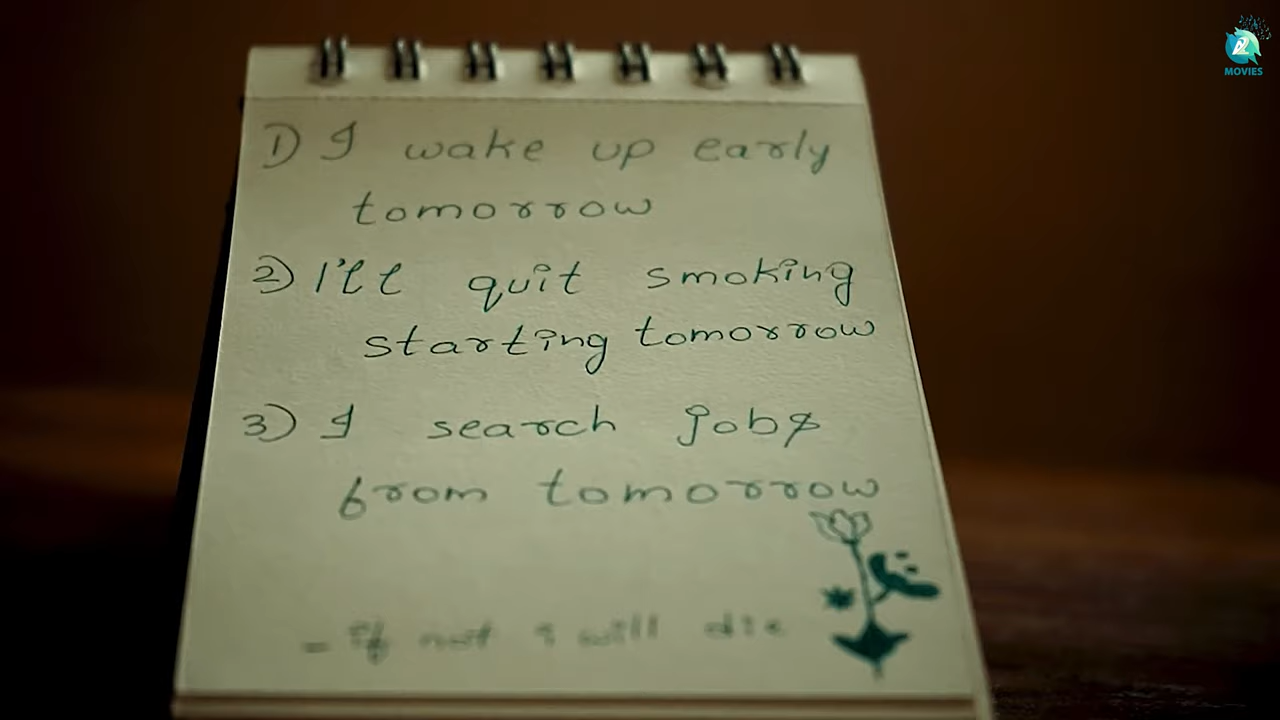 1) I wake up early
tomorrow
2) I'll quit smoking
starting tomorrow
3) I search jobs
from tomorrow
- if not i will die
2
MOVIES